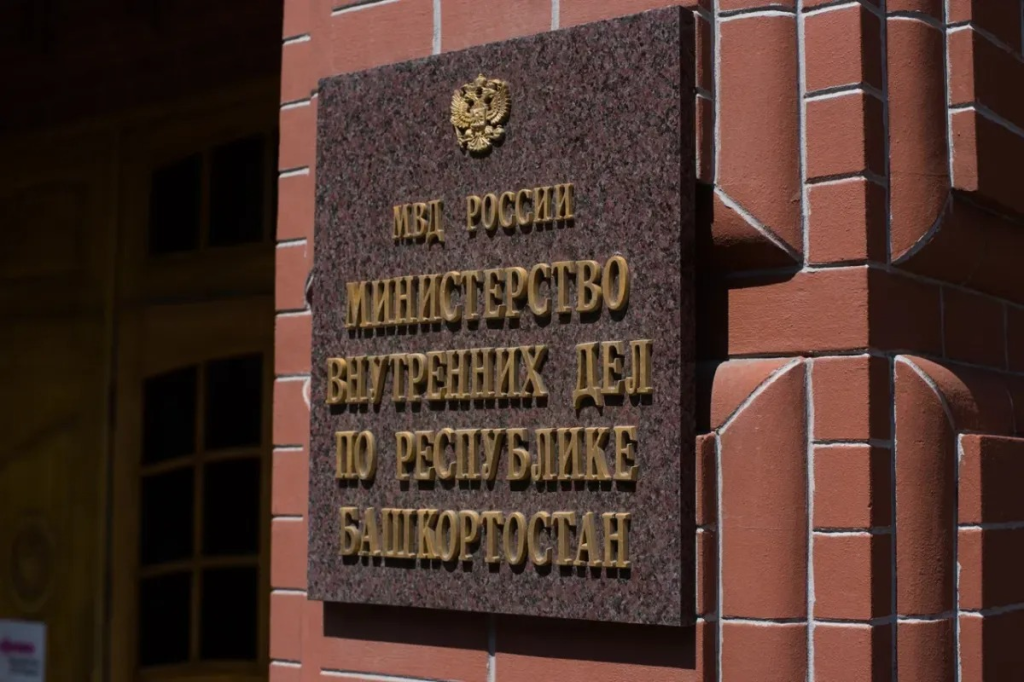 МВД РОССИИ
МИНИСТЕРСТВО
ВНУТРЕННИХ ДЕЛ
ПО РЕСПУБЛИКЕ
БАШКОРТОСТАН